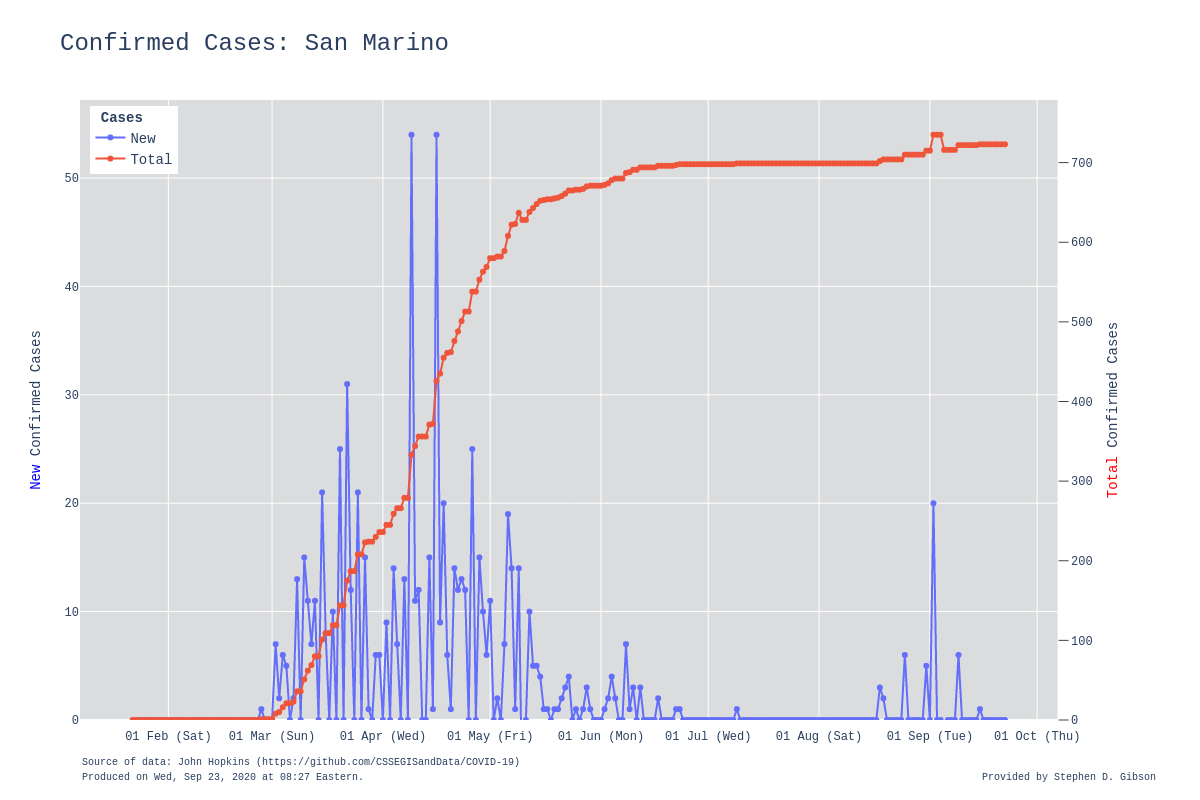 Confirmed Cases: San Marino
Cases
New
Total
50
40
30
20
10
0
New Confirmed Cases
700
600
500
400
300
200
100
0
Total Confirmed Cases
01 Feb (Sat)
01 Mar (Sun)
01 Apr (Wed)
01 May (Fri)
01 Jun (Mon)
01 Jul (Wed)
01 Aug (Sat)
01 Sep (Tue)
01 Oct (Thu)
Source of data: John Hopkins (https://github.com/CSSEGISandData/COVID-19)
Produced on Wed, Sep 23, 2020 at 08:27 Eastern.
Provided by Stephen D. Gibson